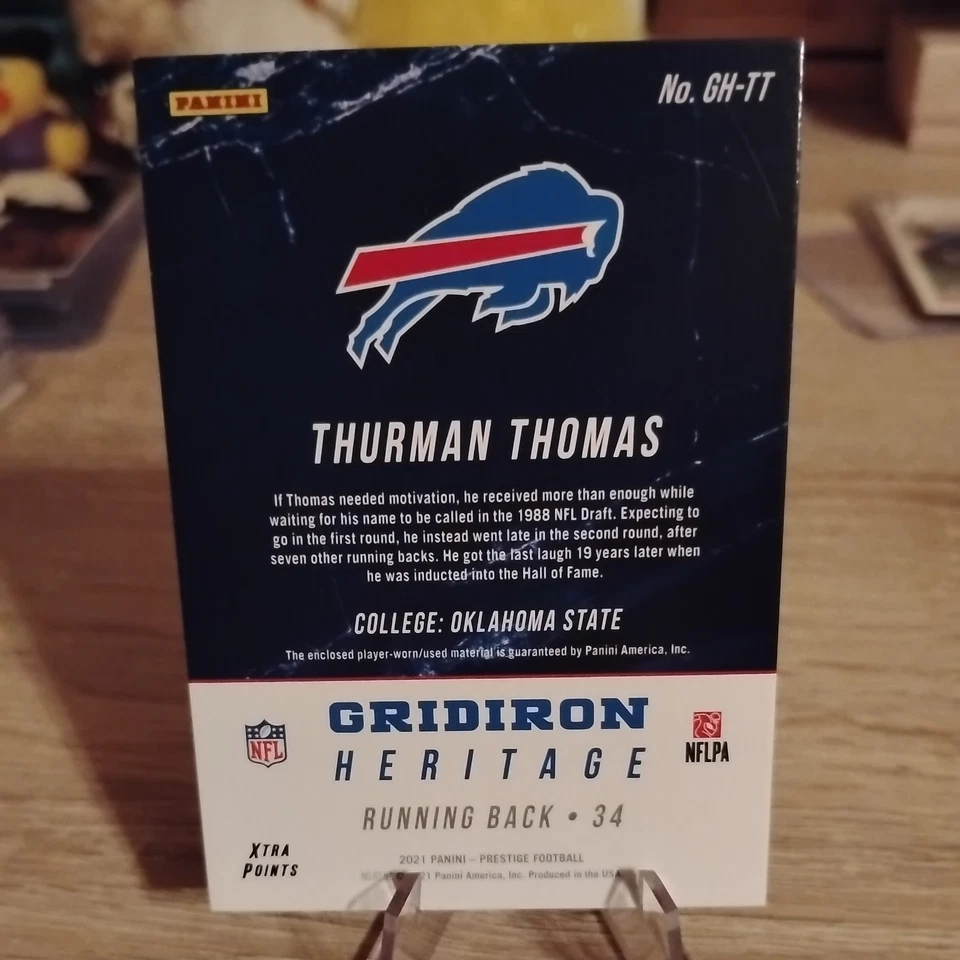 PANINI
No. GH-TT
THURMAN THOMAS
If Thomas needed motivation, he received more than enough while
waiting for his name to be called in the 1988 NFL Draft. Expecting to
go in the first round, he instead went late in the second round, after
seven other running backs. He got the last laugh 19 years later when
he was inducted into the Hall of Fame.
COLLEGE: OKLAHOMA STATE
The enclosed player-worn/used material is guaranteed by Panini America, Inc.
GRIDIRON
HERITAGE
NFL
NFLPA
RUNNING BACK • 34
XTRA
POINTS
2021 PANINI – PRESTIGE FOOTBALL
Panini America, Inc. Produced in the USA